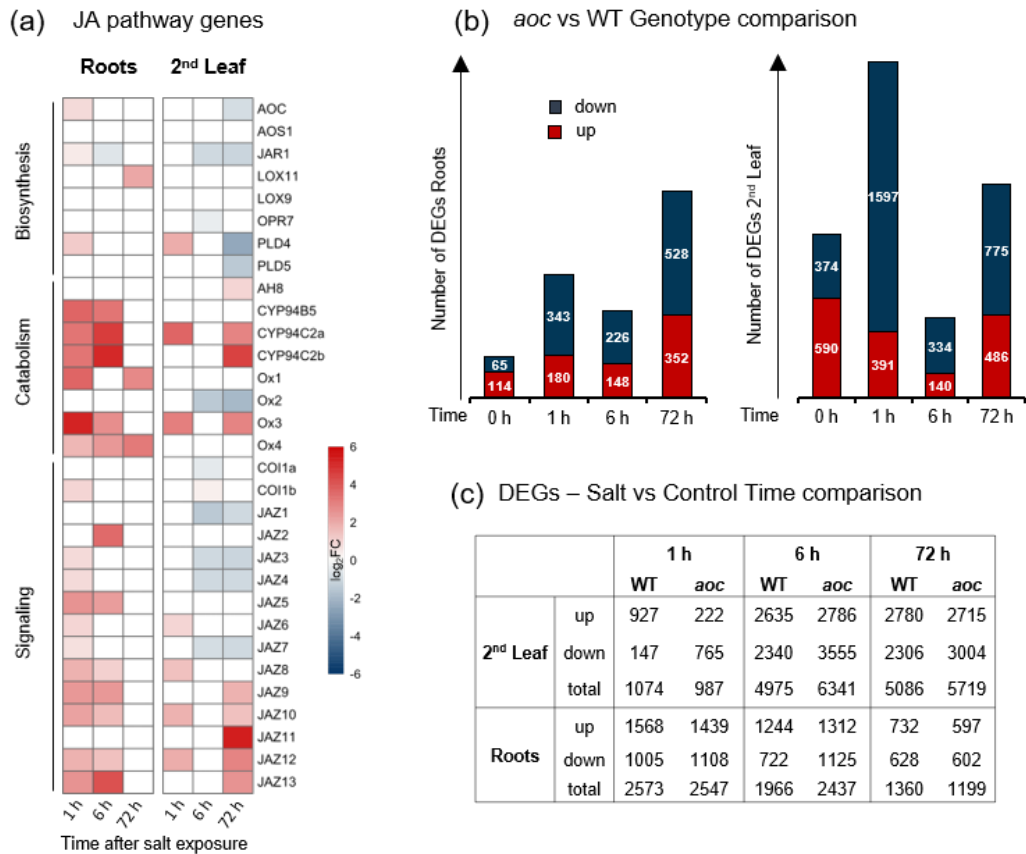 (a) JA pathway genes
Roots 2nd Leaf
Biosynthesis
AOC
AOS1
JAR1
LOX11
LOX9
OPR7
PLD4
PLD5
Catabolism
AH8
CYP94B5
CYP94C2a
CYP94C2b
Ox1
Ox2
Ox3
Ox4
Signaling
COI1a
COI1b
JAZ1
JAZ2
JAZ3
JAZ4
JAZ5
JAZ6
JAZ7
JAZ8
JAZ9
JAZ10
JAZ11
JAZ12
JAZ13
1 h 6 h 72 h 1 h 6 h 72 h
Time after salt exposure
6
4
2
0
-2
-4
-6
log2FC
(b) aoc vs WT Genotype comparison
Number of DEGs Roots
down
up
65 343 226 528
114 180 148 352
Time 0 h 1 h 6 h 72 h
Number of DEGs 2nd Leaf
374 1597 334 775
590 391 140 486
Time 0 h 1 h 6 h 72 h
(c) DEGs – Salt vs Control Time comparison
1 h 6 h 72 h
WT aoc WT aoc WT aoc
2nd Leaf
up 927 222 2635 2786 2780 2715
down 147 765 2340 3555 2306 3004
total 1074 987 4975 6341 5086 5719
Roots
up 1568 1439 1244 1312 732 597
down 1005 1108 722 1125 628 602
total 2573 2547 1966 2437 1360 1199